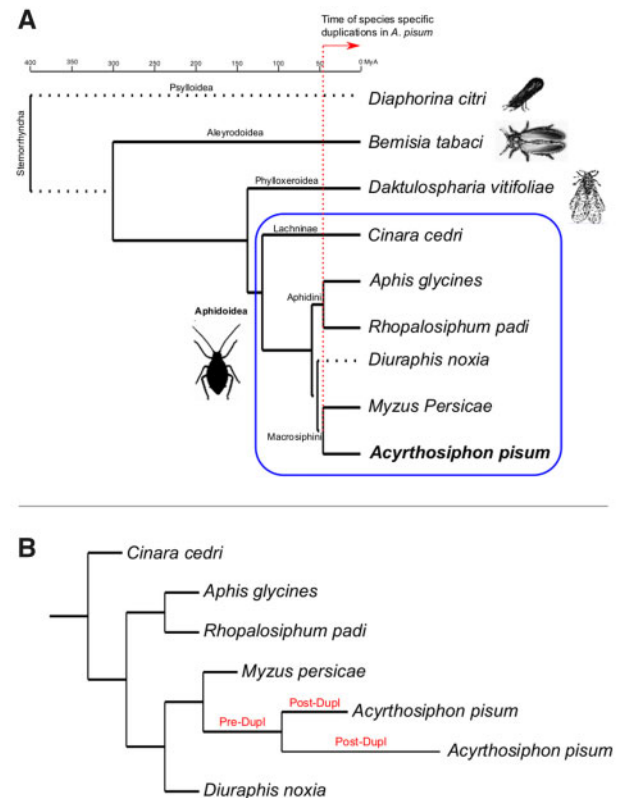 A
Time of species specific
duplications in A. pisum
400 350 300 250 200 150 100 50 0 MyA
Sternorrhyncha
Psylloidea
Diaphorina citri
Aleyrodoidea
Bemisia tabaci
Phylloxeroidea
Daktulospharia vitifoliae
Lachninae
Cinara cedri
Aphidoidea
Aphidini
Aphis glycines
Rhopalosiphum padi
Diuraphis noxia
Myzus Persicae
Macrosiphini
Acyrthosiphon pisum
B
Cinara cedri
Aphis glycines
Rhopalosiphum padi
Myzus persicae
Post-Dupl
Acyrthosiphon pisum
Pre-Dupl
Post-Dupl
Acyrthosiphon pisum
Diuraphis noxia